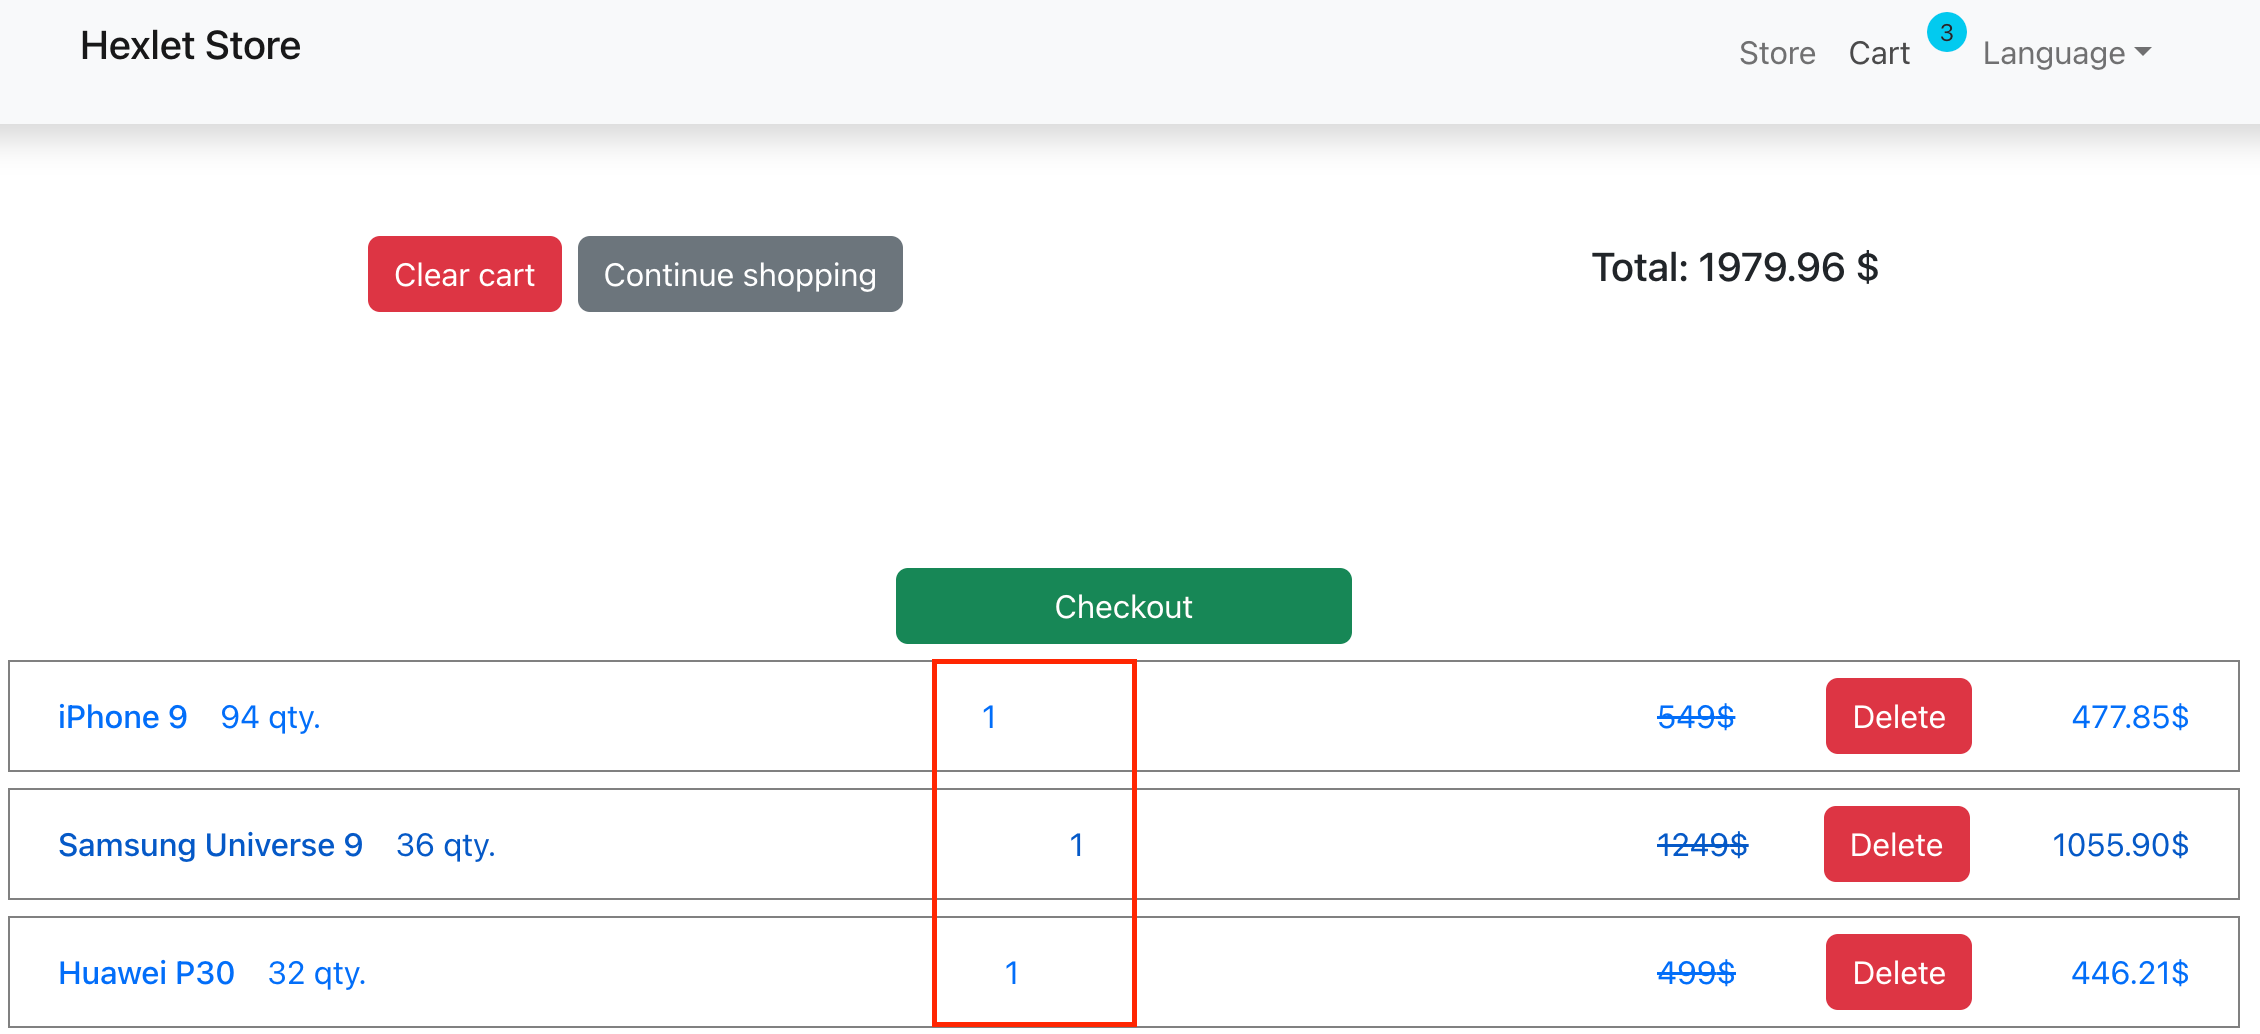 Hexlet Store
Store Cart 3 Language
Clear cart Continue shopping Total: 1979.96 $
Checkout
iPhone 9 94 qty. 1 549$ Delete 477.85$
Samsung Universe 9 36 qty. 1 1249$ Delete 1055.90$
Huawei P30 32 qty. 1 499$ Delete 446.21$